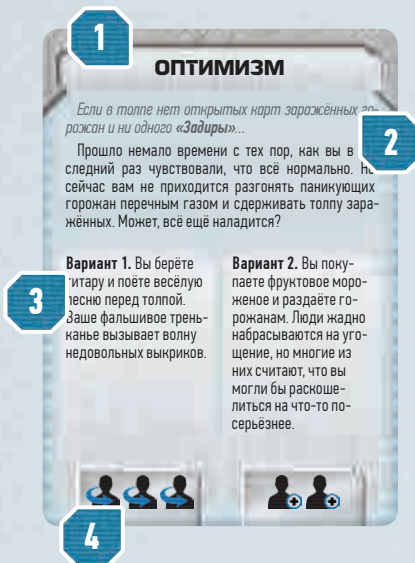 1
ОПТИМИЗМ
Если в толпе нет открытых карт заражённых го-
рожан и ни одного «Задиры»...
2
Прошло немало времени с тех пор, как вы в
следний раз чувствовали, что всё нормально. Но
сейчас вам не приходится разгонять паникующих
горожан перечным газом и сдерживать толпу зара-
жённых. Может, всё ещё наладится?
3
Вариант 1. Вы берёте
гитару и поёте весёлую
песню перед толпой.
Ваше фальшивое трень-
канье вызывает волну
недовольных выкриков.
Вариант 2. Вы поку-
паете фруктовое моро-
женое и раздаёте го-
рожанам. Люди жадно
набрасываются на уго-
щение, но многие из
них считают, что вы
могли бы раскоше-
литься на что-то по-
серьёзнее.
4